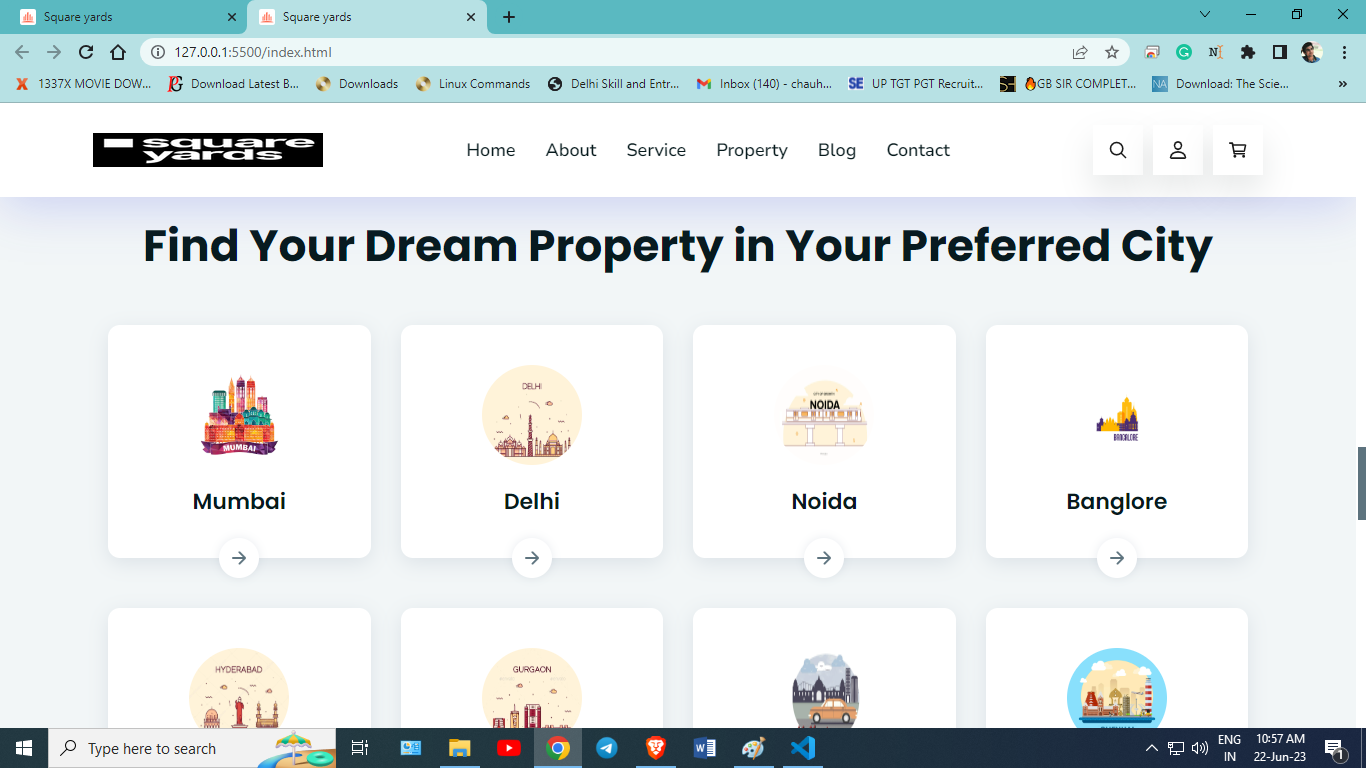 Square yards
Square yards
127.0.0.1:5500/index.html
1337X MOVIE DOW...
Download Latest B...
Downloads
Linux Commands
Delhi Skill and Entr...
Inbox (140) - chauh...
SE UP TGT PGT Recruit...
GB SIR COMPLET...
NA Download: The Scie...
square
yards
Home
About
Service
Property
Blog
Contact
Find Your Dream Property in Your Preferred City
MUMBAI
DELHI
NOIDA
BANGALORE
Mumbai
Delhi
Noida
Banglore
HYDERABAD
GURGAON
Type here to search
ENG
IN
10:57 AM
22-Jun-23
1